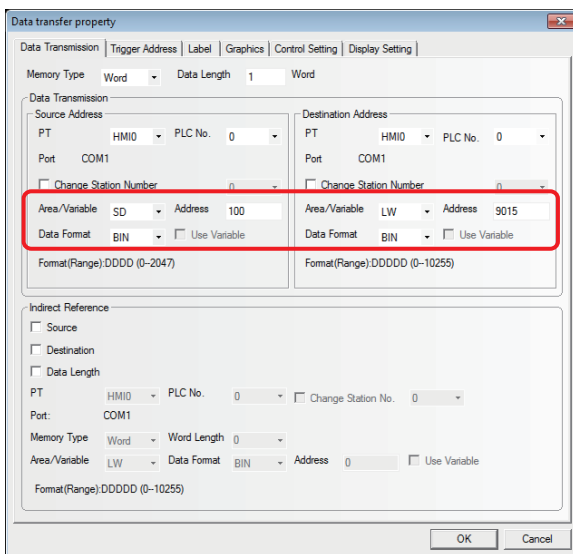 Data transfer property
Data Transmission Trigger Address Label Graphics Control Setting Display Setting
Memory Type Word Data Length 1 Word
Data Transmission
Source Address Destination Address
PT HMI0 PLC No. 0 PT HMI0 PLC No. 0
Port COM1 Port COM1
Change Station Number 0 Change Station Number 0
Area/Variable SD Address 100 Area/Variable LW Address 9015
Data Format BIN Use Variable Data Format BIN Use Variable
Format(Range):DDDD (0--2047) Format(Range):DDDDD (0--10255)
Indirect Reference
Source
Destination
Data Length
PT HMI0 PLC No. 0 Change Station No. 0
Port: COM1
Memory Type Word Word Length 0
Area/Variable LW Data Format BIN Address 0 Use Variable
Format(Range):DDDDD (0--10255)
OK Cancel